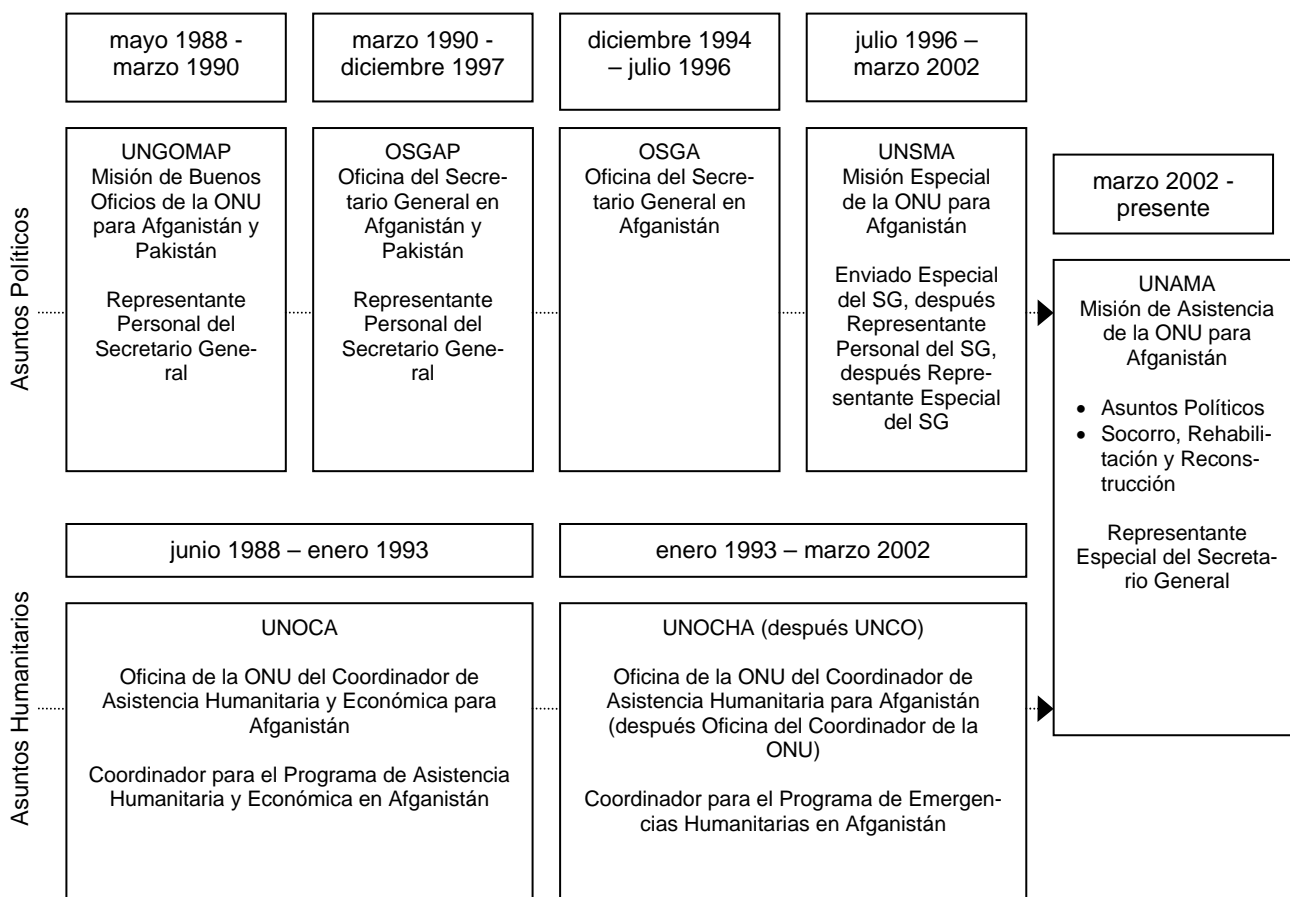 mayo 1988 -
marzo 1990
marzo 1990 -
diciembre 1997
diciembre 1994
– julio 1996
julio 1996 –
marzo 2002
marzo 2002 -
presente
Asuntos Políticos
UNGOMAP
Misión de Buenos
Oficios de la ONU
para Afganistán y
Pakistán
Representante
Personal del
Secretario Gene-
ral
OSGAP
Oficina del Secre-
tario General en
Afganistán y
Pakistán
Representante
Personal del
Secretario Gene-
ral
OSGA
Oficina del Secre-
tario General en
Afganistán
UNSMA
Misión Especial
de la ONU para
Afganistán
Enviado Especial
del SG, después
Representante
Personal del SG,
después Repre-
sentante Especial
del SG
UNAMA
Misión de Asistencia
de la ONU para
Afganistán
• Asuntos Políticos
• Socorro, Rehabili-
tación y Recons-
trucción
Representante
Especial del Secreta-
rio General
Asuntos Humanitarios
junio 1988 – enero 1993
enero 1993 – marzo 2002
UNOCA
Oficina de la ONU del Coordinador de
Asistencia Humanitaria y Económica para
Afganistán
Coordinador para el Programa de Asistencia
Humanitaria y Económica en Afganistán
UNOCHA (después UNCO)
Oficina de la ONU del Coordinador de
Asistencia Humanitaria para Afganistán
(después Oficina del Coordinador de la
ONU)
Coordinador para el Programa de Emergen-
cias Humanitarias en Afganistán